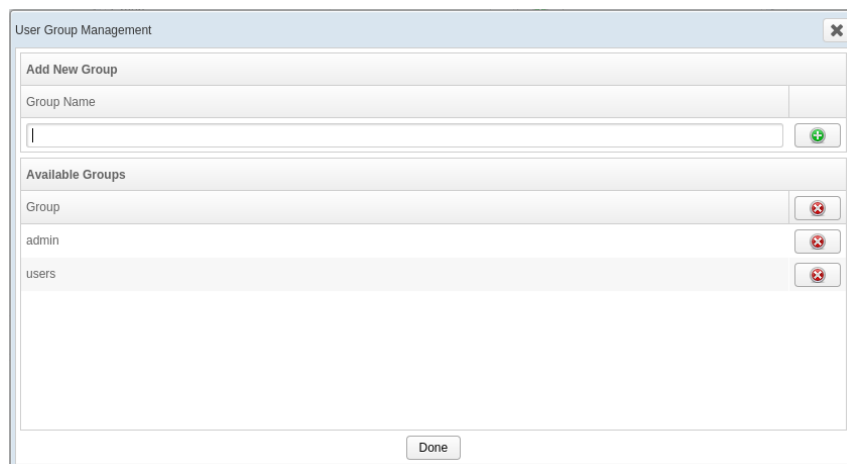 User Group Management
Add New Group
Group Name
Available Groups
Group
admin
users
Done